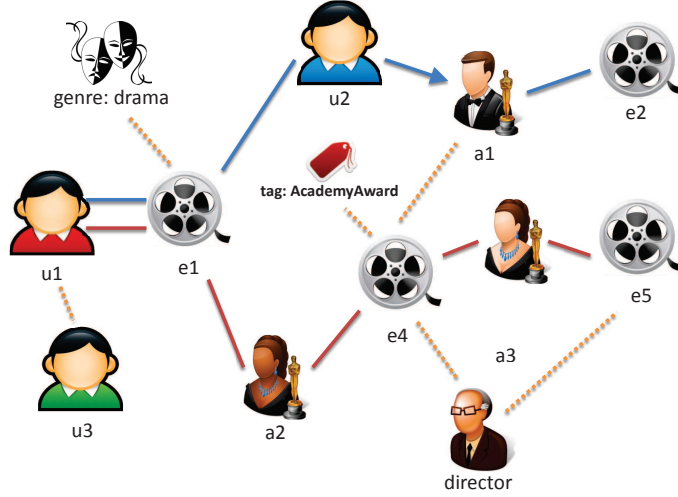 genre: drama
u2
e2
a1
tag: AcademyAward
u1
e1
e5
e4
a3
u3
a2
director